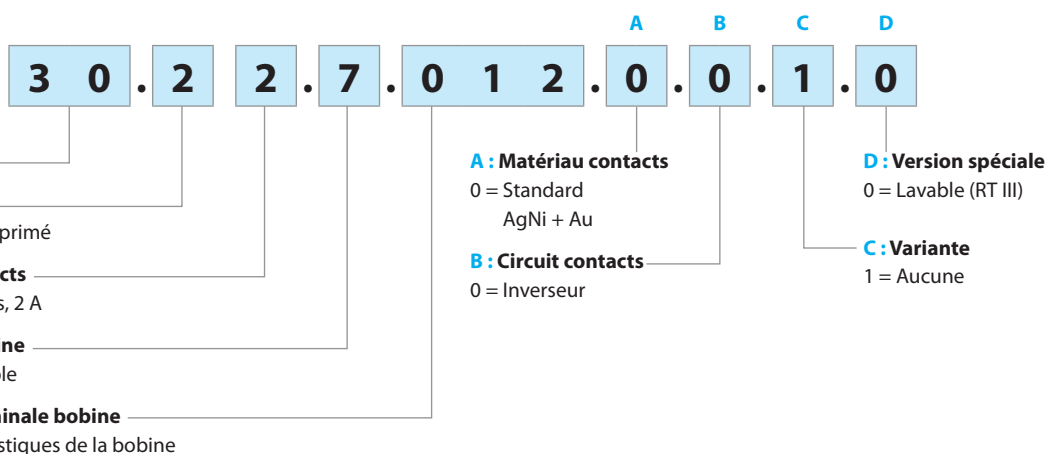 A B C D
3 0 . 2 2 . 7 . 0 1 2 . 0 . 0 . 1 . 0
A : Matériau contacts
0 = Standard
AgNi + Au
B : Circuit contacts
0 = Inverseur
D : Version spéciale
0 = Lavable (RT III)
C : Variante
1 = Aucune
primé
cts
s, 2 A
ine
le
inale bobine
stiques de la bobine